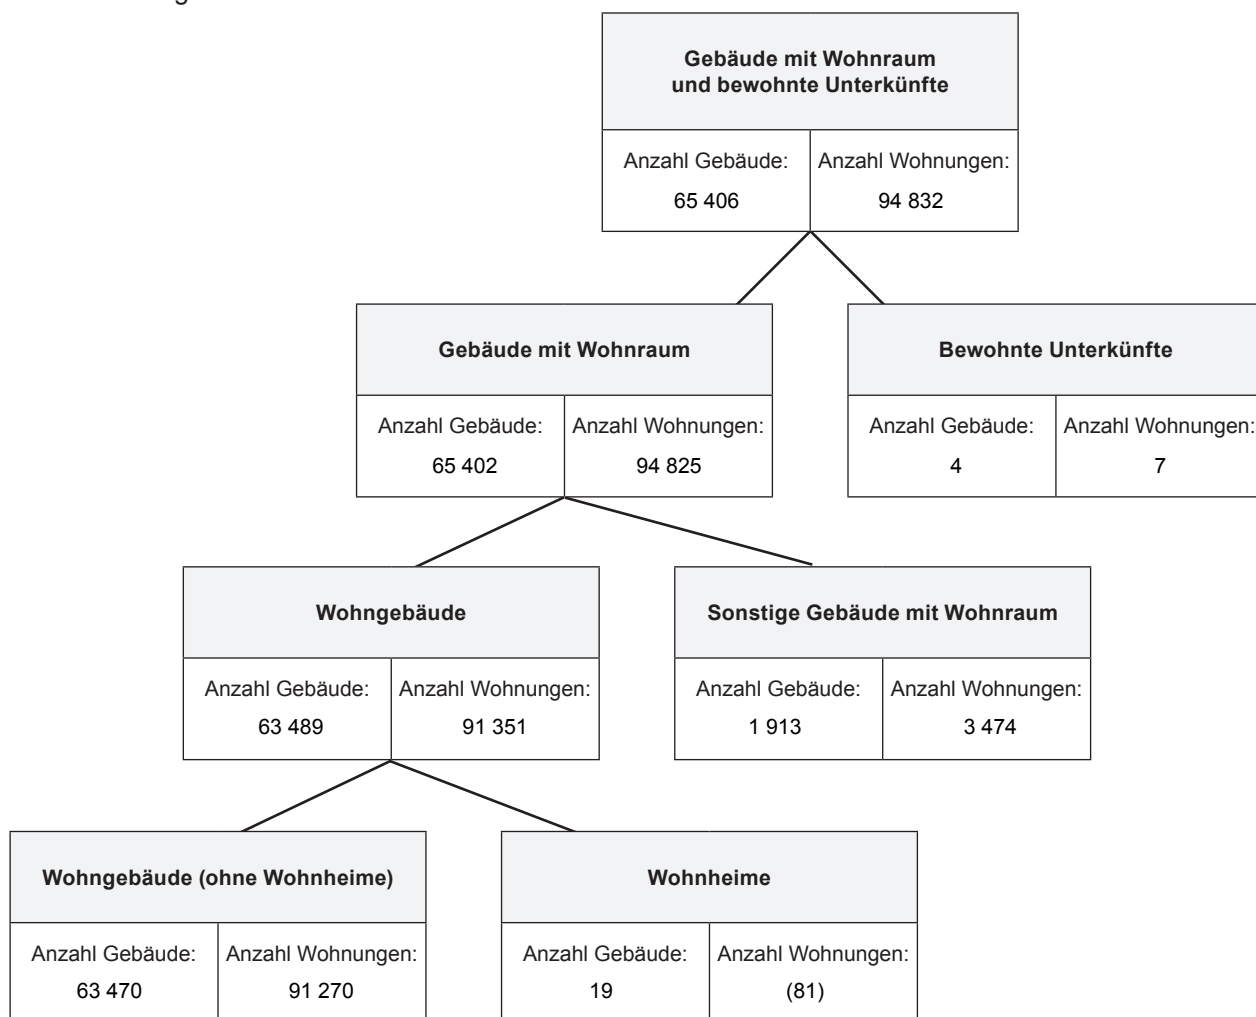 Gebäude mit Wohnraum
und bewohnte Unterkünfte
Anzahl Gebäude: Anzahl Wohnungen:
65 406 94 832
Gebäude mit Wohnraum
Anzahl Gebäude: Anzahl Wohnungen:
65 402 94 825
Bewohnte Unterkünfte
Anzahl Gebäude: Anzahl Wohnungen:
4 7
Wohngebäude
Anzahl Gebäude: Anzahl Wohnungen:
63 489 91 351
Sonstige Gebäude mit Wohnraum
Anzahl Gebäude: Anzahl Wohnungen:
1 913 3 474
Wohngebäude (ohne Wohnheime)
Anzahl Gebäude: Anzahl Wohnungen:
63 470 91 270
Wohnheime
Anzahl Gebäude: Anzahl Wohnungen:
19 (81)